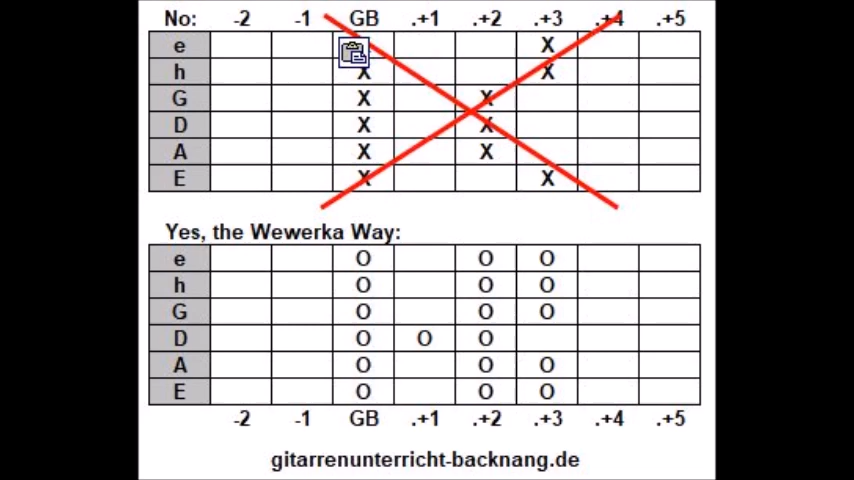 No: -2 -1 GB .+1 .+2 .+3 .+4 .+5
e X
h X X
G X X
D X X
A X X
E X X
Yes, the Wewerka Way:
e O O O
h O O O
G O O O
D O O O
A O O O
E O O O
-2 -1 GB .+1 .+2 .+3 .+4 .+5
gitarrenunterricht-backnang.de